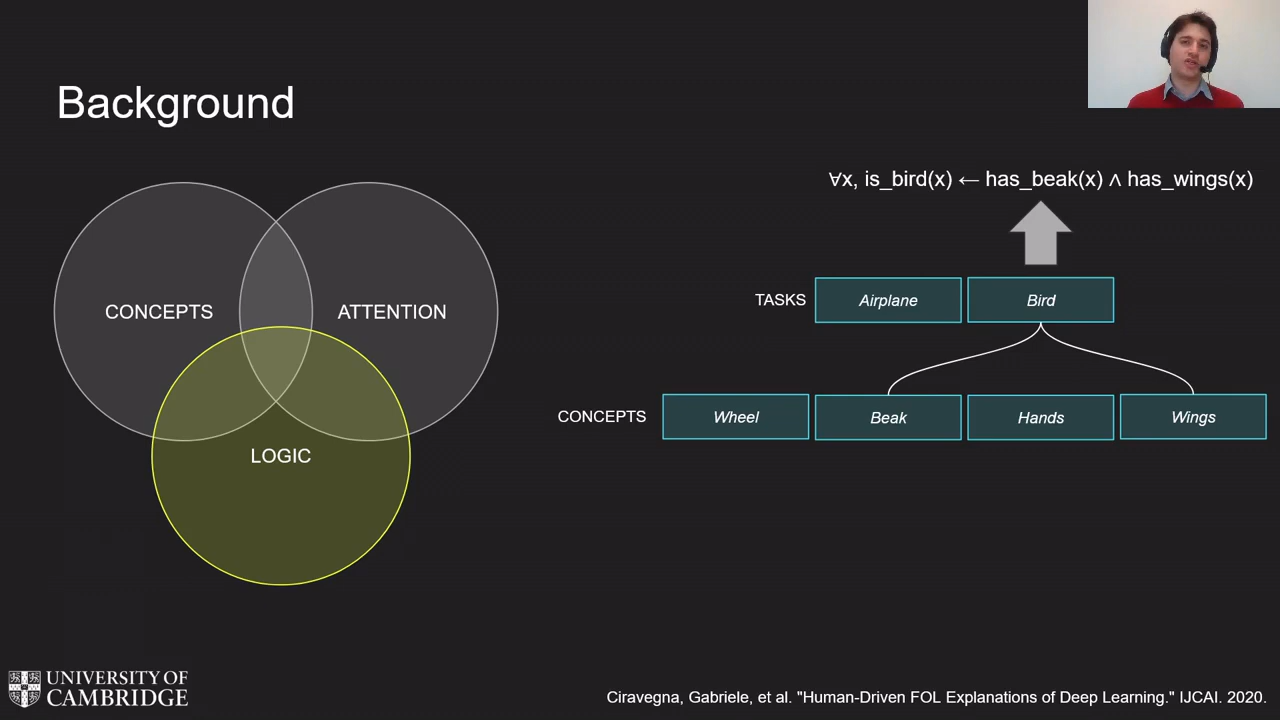 Background
∀x, is_bird(x) ← has_beak(x) ∧ has_wings(x)
CONCEPTS
ATTENTION
LOGIC
TASKS
Airplane
Bird
CONCEPTS
Wheel
Beak
Hands
Wings
UNIVERSITY OF
CAMBRIDGE
Ciravegna, Gabriele, et al. "Human-Driven FOL Explanations of Deep Learning." IJCAI. 2020.